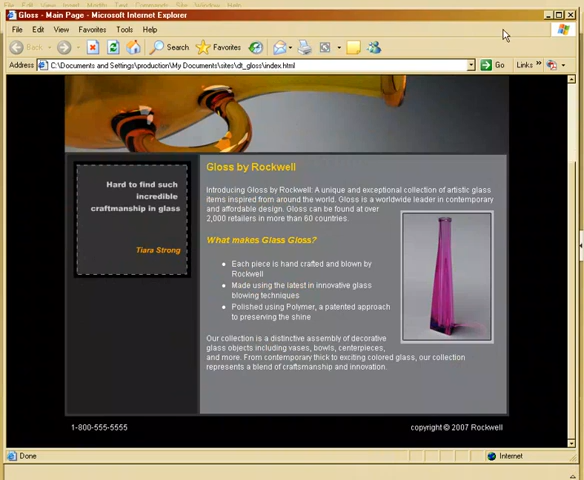 Gloss - Main Page - Microsoft Internet Explorer
File Edit View Favorites Tools Help
Back Search Favorites
Address C:\Documents and Settings\production\My Documents\sites\dt_gloss\index.html Go Links »
Gloss by Rockwell
Hard to find such
incredible
craftmanship in glass
Tiara Strong
Introducing Gloss by Rockwell: A unique and exceptional collection of artistic glass
items inspired from around the world. Gloss is a worldwide leader in contemporary
and affordable design. Gloss can be found at over
2,000 retailers in more than 60 countries.
What makes Glass Gloss?
• Each piece is hand crafted and blown by
Rockwell
• Made using the latest in innovative glass
blowing techniques
• Polished using Polymer, a patented approach
to preserving the shine
Our collection is a distinctive assembly of decorative
glass objects including vases, bowls, centerpieces,
and more. From contemporary thick to exciting colored glass, our collection
represents a blend of craftsmanship and innovation.
1-800-555-5555 copyright © 2007 Rockwell
Done Internet